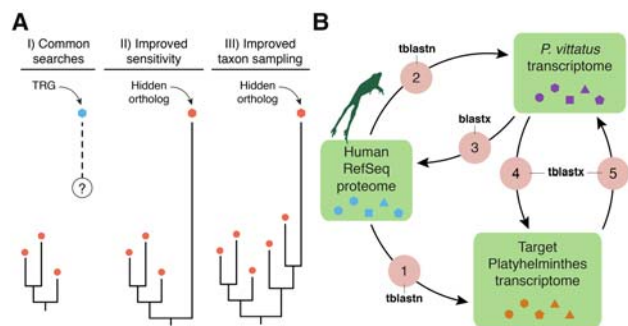 A
I) Common
searches
II) Improved
sensitivity
III) Improved
taxon sampling
TRG
Hidden
ortholog
Hidden
ortholog
?
B
tblastn
2
P. vittatus
transcriptome
blastx
3
Human
RefSeq
proteome
4
tblastx
5
1
tblastn
Target
Platyhelminthes
transcriptome